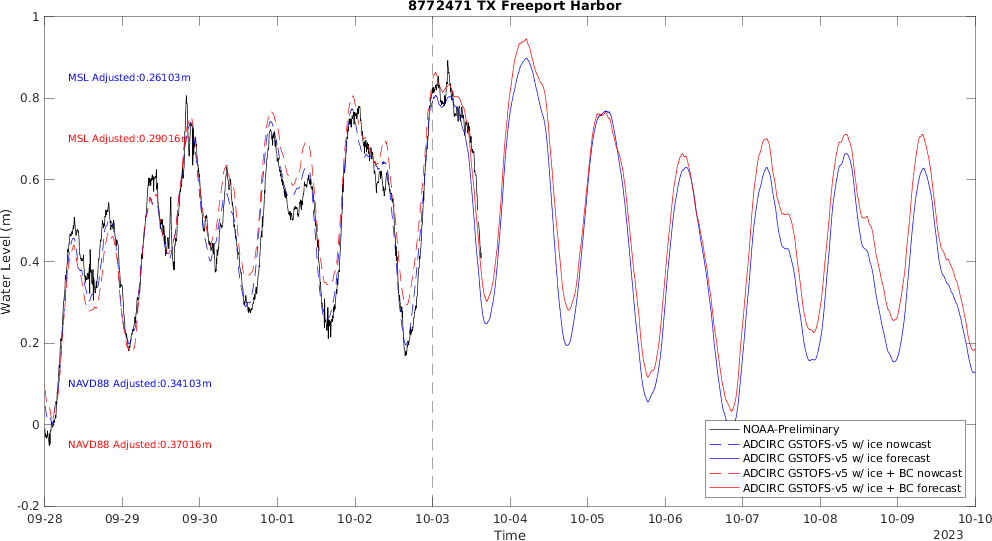 8772471 TX Freeport Harbor
1
0.8
0.6
0.4
0.2
0
-0.2
Water Level (m)
MSL Adjusted:0.26103m
MSL Adjusted:0.29016m
NAVD88 Adjusted:0.34103m
NAVD88 Adjusted:0.37016m
NOAA-Preliminary
ADCIRC GSTOFS-v5 w/ ice nowcast
ADCIRC GSTOFS-v5 w/ ice forecast
ADCIRC GSTOFS-v5 w/ ice + BC nowcast
ADCIRC GSTOFS-v5 w/ ice + BC forecast
09-28 09-29 09-30 10-01 10-02 10-03 10-04 10-05 10-06 10-07 10-08 10-09 10-10
Time
2023